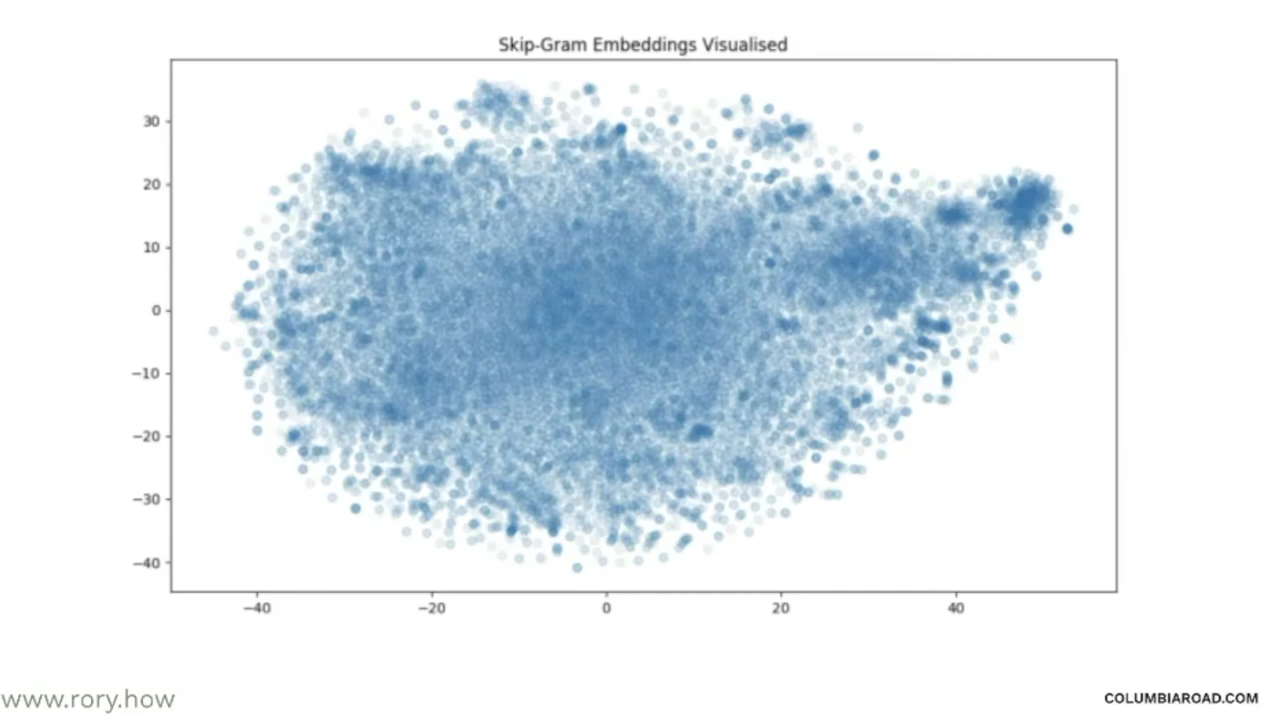 Skip-Gram Embeddings Visualised
30
20
10
0
−10
−20
−30
−40
−40 −20 0 20 40
www.rory.how
COLUMBIAROAD.COM